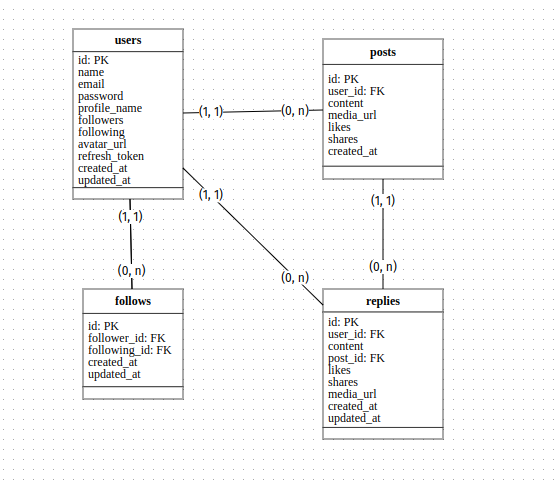 users
id: PK
name
email
password
profile_name
followers
following
avatar_url
refresh_token
created_at
updated_at
posts
id: PK
user_id: FK
content
media_url
likes
shares
created_at
(1, 1)
(0, n)
(1, 1)
(0, n)
(1, 1)
(0, n)
(1, 1)
(0, n)
follows
id: PK
follower_id: FK
following_id: FK
created_at
updated_at
replies
id: PK
user_id: FK
content
post_id: FK
likes
shares
media_url
created_at
updated_at